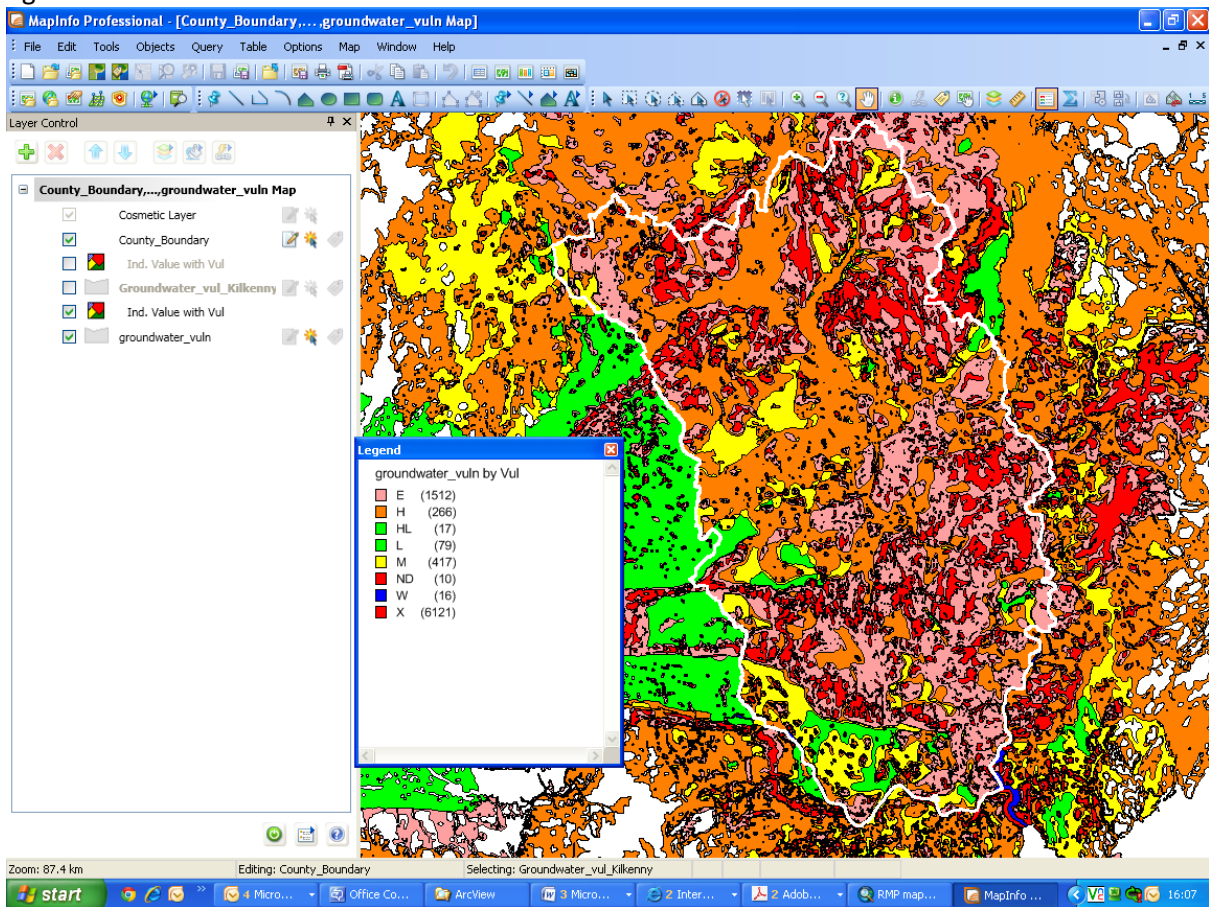 MapInfo Professional - [County_Boundary,...,groundwater_vuln Map]
File Edit Tools Objects Query Table Options Map Window Help
Layer Control
County_Boundary,...,groundwater_vuln Map
Cosmetic Layer
County_Boundary
Ind. Value with Vul
Groundwater_vul_Kilkenny
Ind. Value with Vul
groundwater_vuln
Legend
groundwater_vuln by Vul
E (1512)
H (266)
HL (17)
L (79)
M (417)
ND (10)
W (16)
X (6121)
Zoom: 87.4 km Editing: County_Boundary Selecting: Groundwater_vul_Kilkenny
start 4 Micro... Office Co... ArcView 3 Micro... 2 Inter... 2 Adob... RMP map... MapInfo ... 16:07